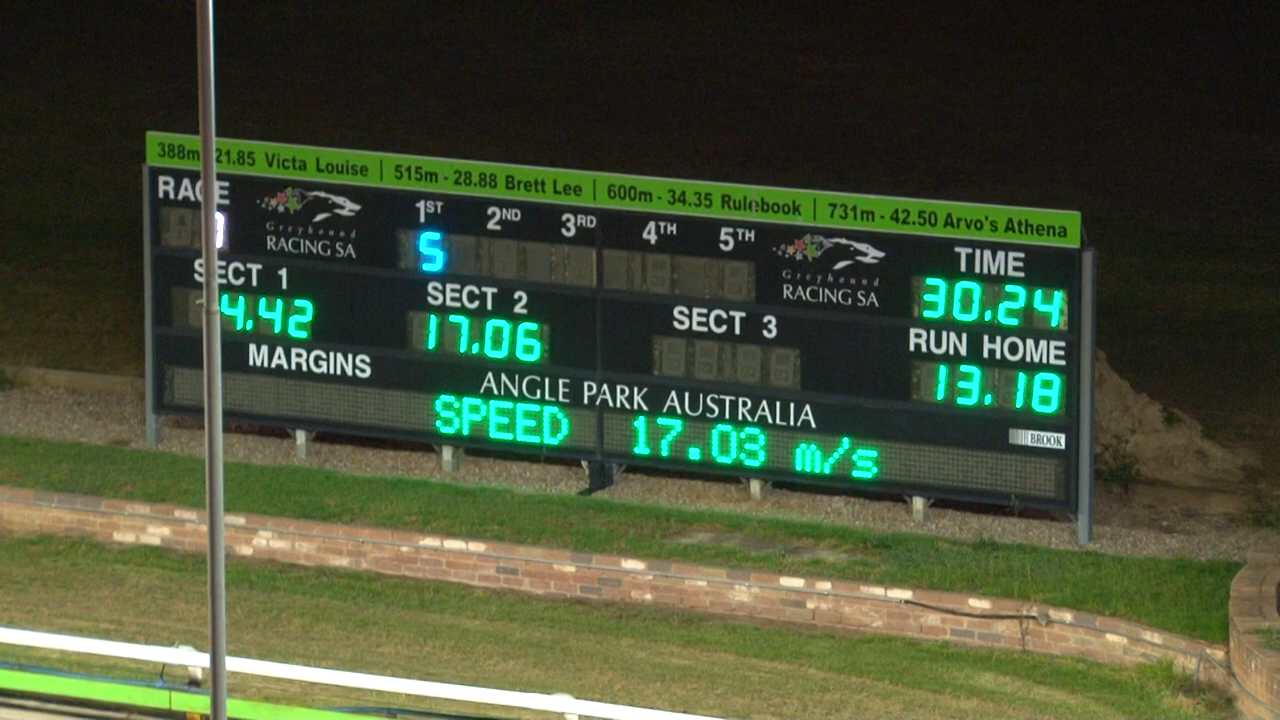 388m 21.85 Victa Louise | 515m - 28.88 Brett Lee | 600m - 34.35 Rulebook | 731m - 42.50 Arvo's Athena
RACE
Greyhound
RACING SA
1ST 2ND 3RD 4TH 5TH
5
Greyhound
RACING SA
TIME
30.24
SECT 1
4.42
SECT 2
17.06
SECT 3
RUN HOME
13.18
MARGINS
ANGLE PARK AUSTRALIA
BROOK
SPEED 17.03 m/s